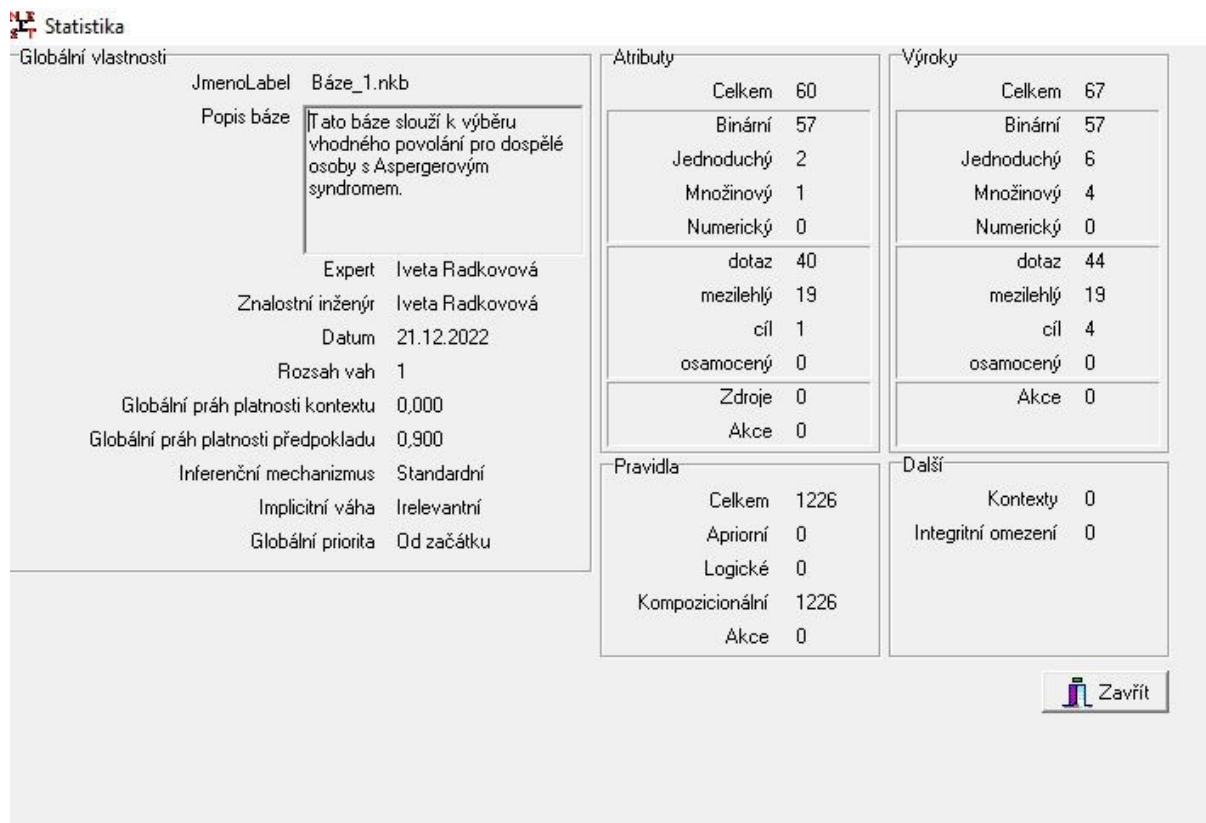 Statistika
Globální vlastnosti
JmenoLabel Báze_1.nkb
Popis báze Tato báze slouží k výběru
vhodného povolání pro dospělé
osoby s Aspergerovým
syndromem.
Expert Iveta Radkovová
Znalostní inženýr Iveta Radkovová
Datum 21.12.2022
Rozsah vah 1
Globální práh platnosti kontextu 0,000
Globální práh platnosti předpokladu 0,900
Inferenční mechanizmus Standardní
Implicitní váha Irelevantní
Globální priorita Od začátku
Atributy
Celkem 60
Binární 57
Jednoduchý 2
Množinový 1
Numerický 0
dotaz 40
mezilehlý 19
cíl 1
osamocený 0
Zdroje 0
Akce 0
Výroky
Celkem 67
Binární 57
Jednoduchý 6
Množinový 4
Numerický 0
dotaz 44
mezilehlý 19
cíl 4
osamocený 0
Akce 0
Pravidla
Celkem 1226
Apriorní 0
Logické 0
Kompozicionální 1226
Akce 0
Další
Kontexty 0
Integritní omezení 0
Zavřít